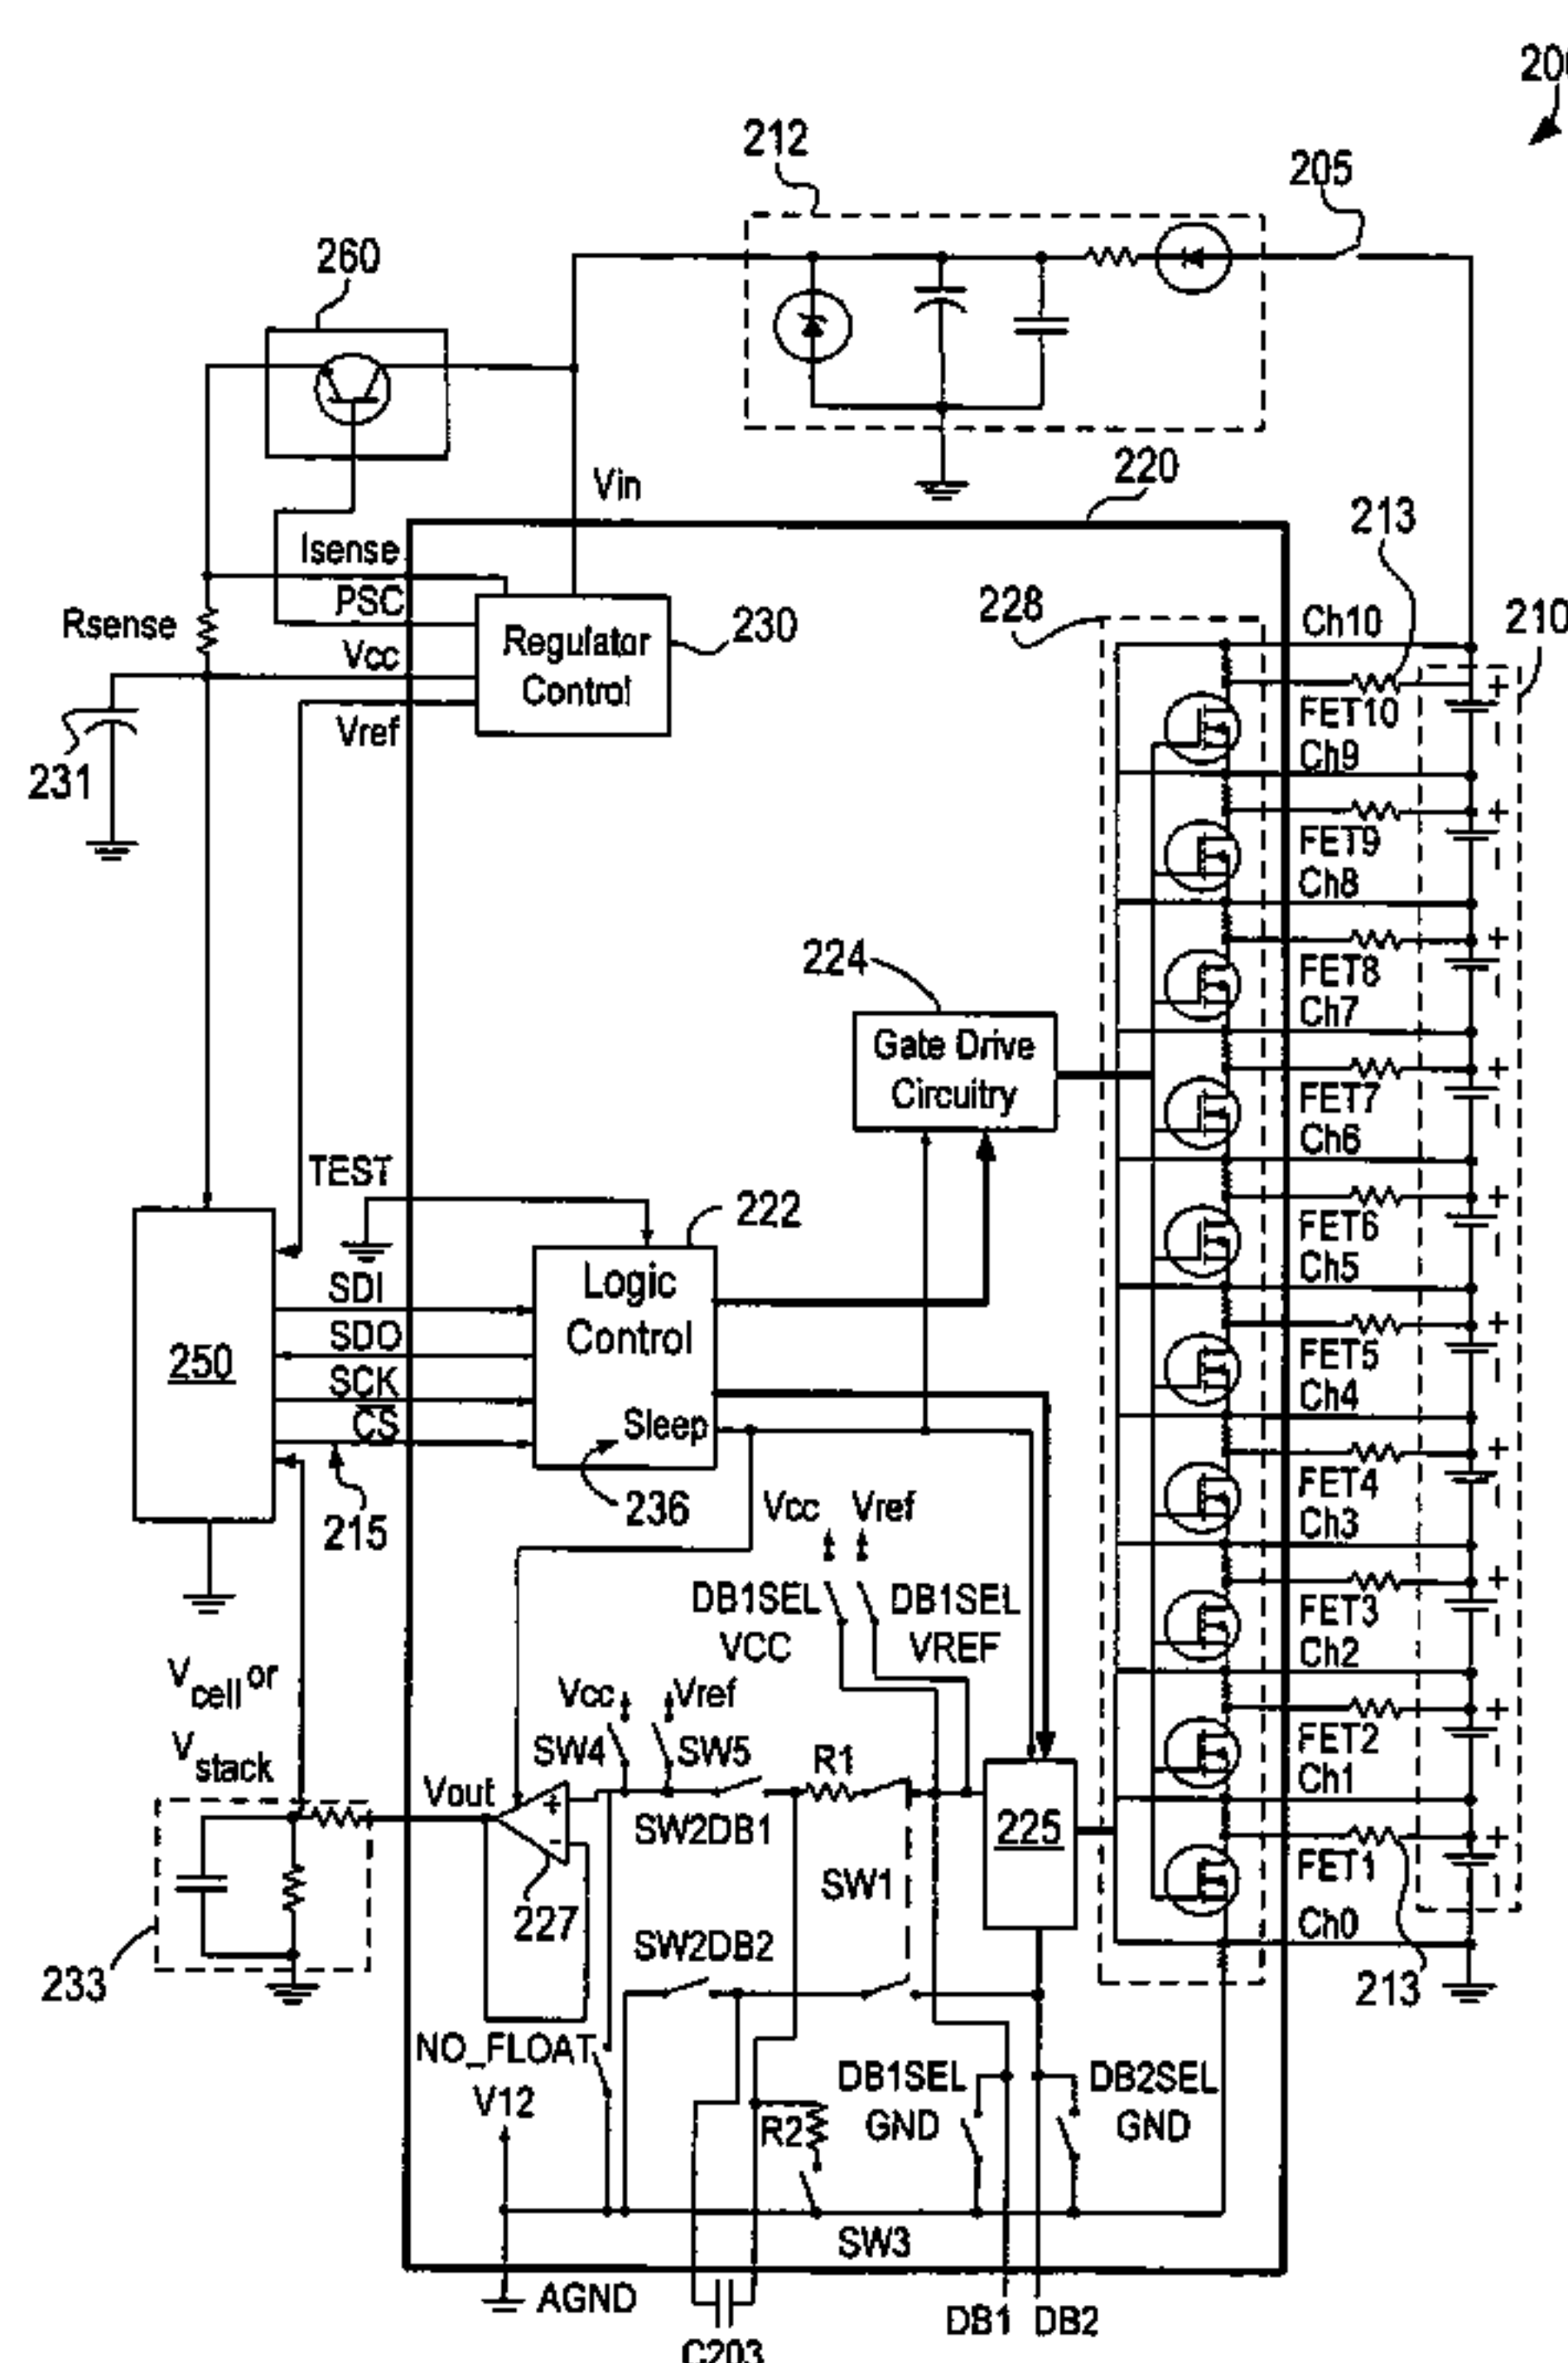 200
212
205
260
Vin
220
213
Isense
PSC
Rsense
Vcc
Vref
Regulator
Control
230
228
Ch10
210
231
FET10
Ch9
FET9
Ch8
224
FET8
Ch7
Gate Drive
Circuitry
FET7
Ch6
TEST
222
FET6
Ch5
SDI
SDO
SCK
CS
250
Logic
Control
Sleep
FET5
Ch4
215
236
Vcc Vref
FET4
Ch3
DB1SEL
VCC
DB1SEL
VREF
FET3
Ch2
Vcell or
Vstack
Vcc Vref
SW4
SW5
R1
FET2
Ch1
Vout
+
-
SW2DB1
225
FET1
227
SW1
Ch0
233
SW2DB2
213
NO_FLOAT
V12
R2
DB1SEL
GND
DB2SEL
GND
SW3
AGND
DB1 DB2
C203